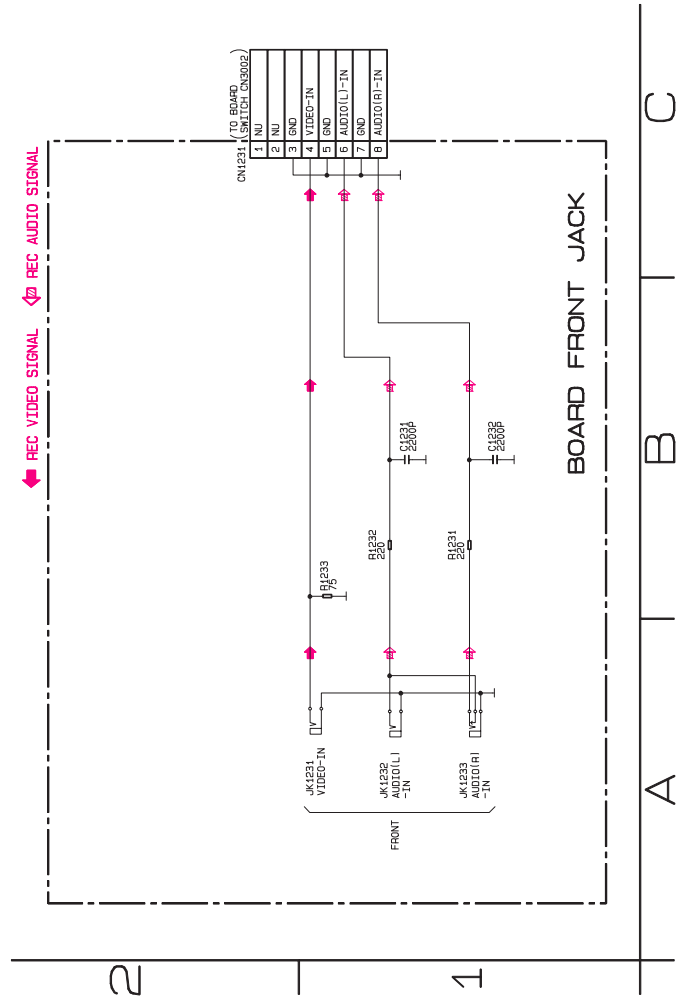 REC VIDEO SIGNAL
REC AUDIO SIGNAL
(TO BOARD
SWITCH CN3002)
CN1231
1 NU
2 NU
3 GND
4 VIDEO-IN
5 GND
6 AUDIO(L)-IN
7 GND
8 AUDIO(R)-IN
R1233
75
R1232
220
C1231
2200P
R1231
220
C1232
2200P
JK1231
VIDEO-IN
JK1232
AUDIO(L)
-IN
JK1233
AUDIO(R)
-IN
FRONT
BOARD FRONT JACK
2
1
A
B
C